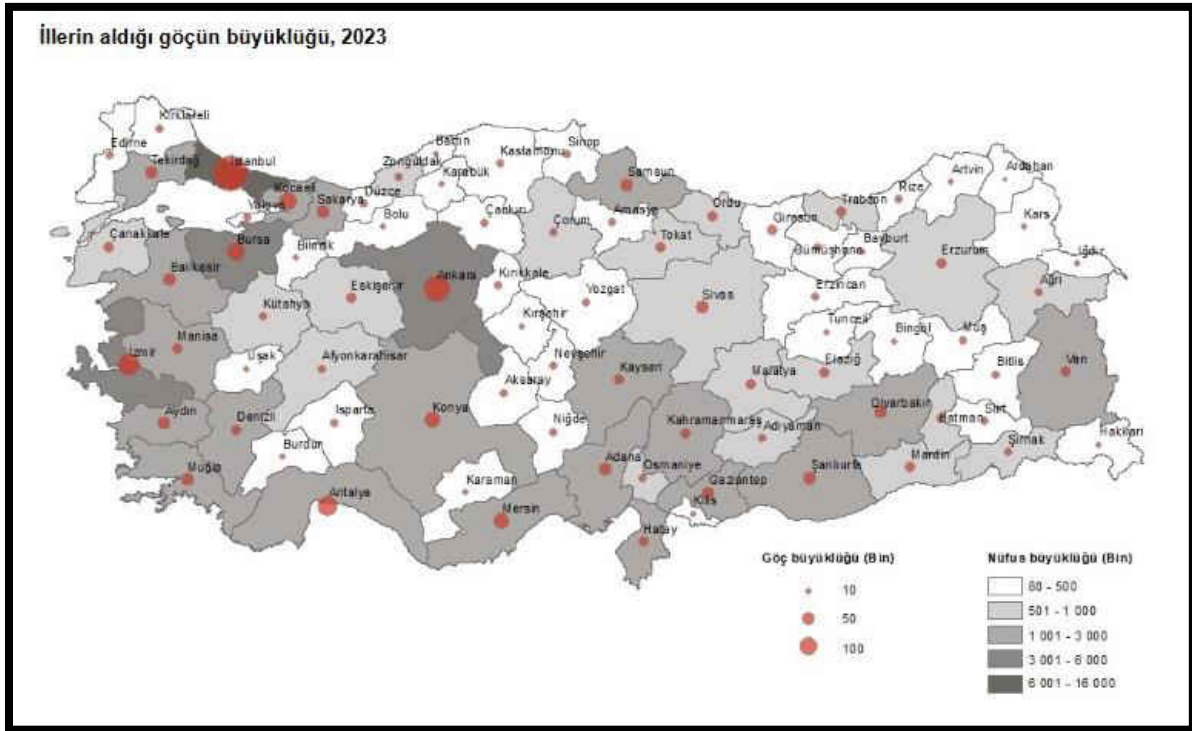 İllerin aldığı göçün büyüklüğü, 2023
Kırklareli
Edirne
Tekirdağ
İstanbul
Kocaeli
Yalova
Sakarya
Düzce
Zonguldak
Bartın
Karabük
Kastamonu
Sinop
Samsun
Çankırı
Bolu
Çorum
Amasya
Ordu
Tokat
Giresun
Trabzon
Rize
Artvin
Ardahan
Kars
Gümüşhane
Bayburt
Erzurum
Iğdır
Ağrı
Çanakkale
Balıkesir
Bursa
Bilecik
Kütahya
Eskişehir
Ankara
Kırıkkale
Yozgat
Kırşehir
Sivas
Erzincan
Tunceli
Bingöl
Muş
Bitlis
Van
Manisa
İzmir
Uşak
Afyonkarahisar
Aksaray
Nevşehir
Kayseri
Malatya
Elazığ
Diyarbakır
Batman
Siirt
Hakkari
Şırnak
Mardin
Aydın
Denizli
Isparta
Burdur
Konya
Niğde
Kahramanmaraş
Adıyaman
Muğla
Antalya
Karaman
Mersin
Adana
Osmaniye
Gaziantep
Kilis
Şanlıurfa
Hatay
Göç büyüklüğü (Bin)
10
50
100
Nüfus büyüklüğü (Bin)
80 - 500
501 - 1 000
1 001 - 3 000
3 001 - 6 000
6 001 - 16 000